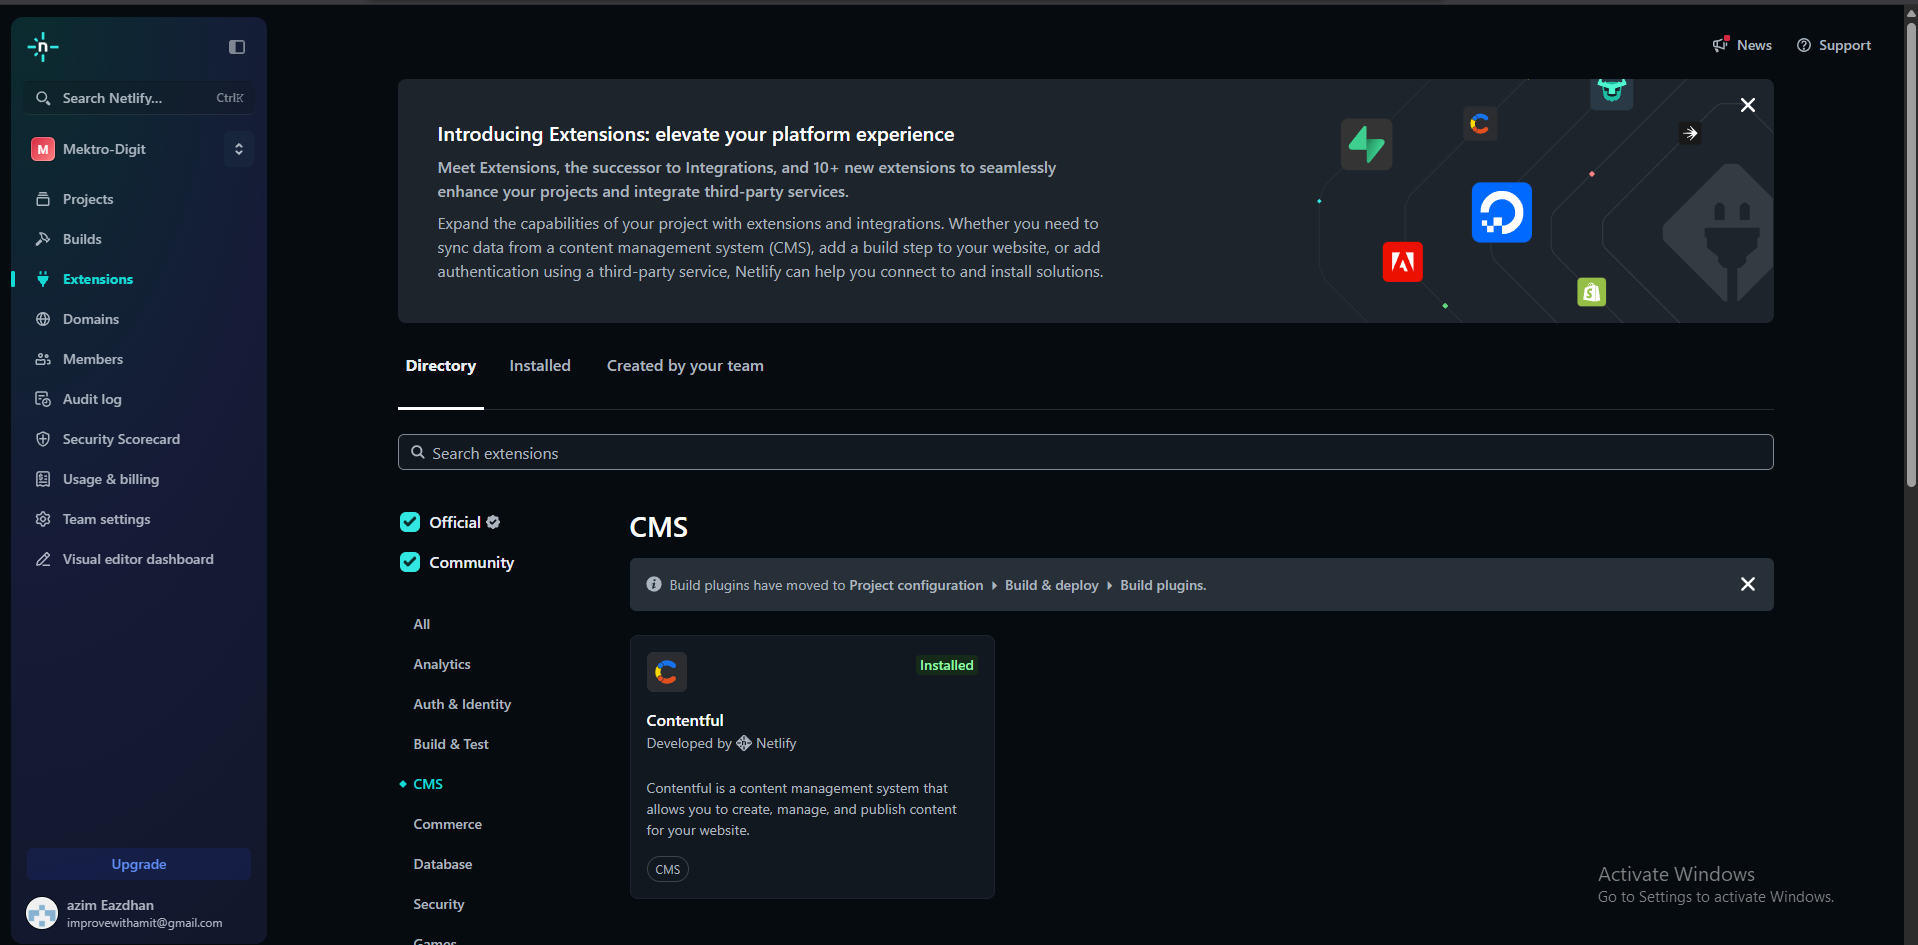 Search Netlify...
CtrlK
M
Mektro-Digit
Projects
Builds
Extensions
Domains
Members
Audit log
Security Scorecard
Usage & billing
Team settings
Visual editor dashboard
Upgrade
azim Eazdhan
improvewithamit@gmail.com
News
Support
Introducing Extensions: elevate your platform experience
Meet Extensions, the successor to Integrations, and 10+ new extensions to seamlessly
enhance your projects and integrate third-party services.
Expand the capabilities of your project with extensions and integrations. Whether you need to
sync data from a content management system (CMS), add a build step to your website, or add
authentication using a third-party service, Netlify can help you connect to and install solutions.
Directory
Installed
Created by your team
Search extensions
Official
Community
All
Analytics
Auth & Identity
Build & Test
CMS
Commerce
Database
Security
Games
CMS
Build plugins have moved to Project configuration ▸ Build & deploy ▸ Build plugins.
Installed
Contentful
Developed by Netlify
Contentful is a content management system that
allows you to create, manage, and publish content
for your website.
CMS
Activate Windows
Go to Settings to activate Windows.